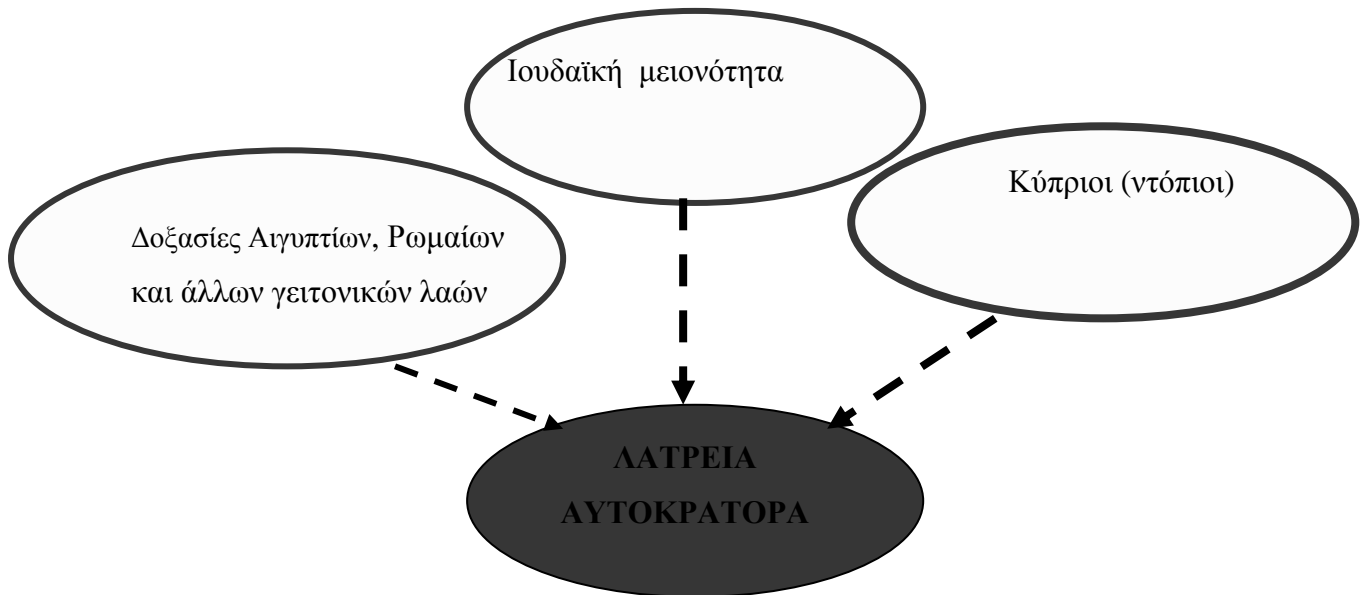 Ιουδαϊκή μειονότητα
Κύπριοι (ντόπιοι)
Δοξασίες Αιγυπτίων, Ρωμαίων
και άλλων γειτονικών λαών
ΛΑΤΡΕΙΑ
ΑΥΤΟΚΡΑΤΟΡΑ